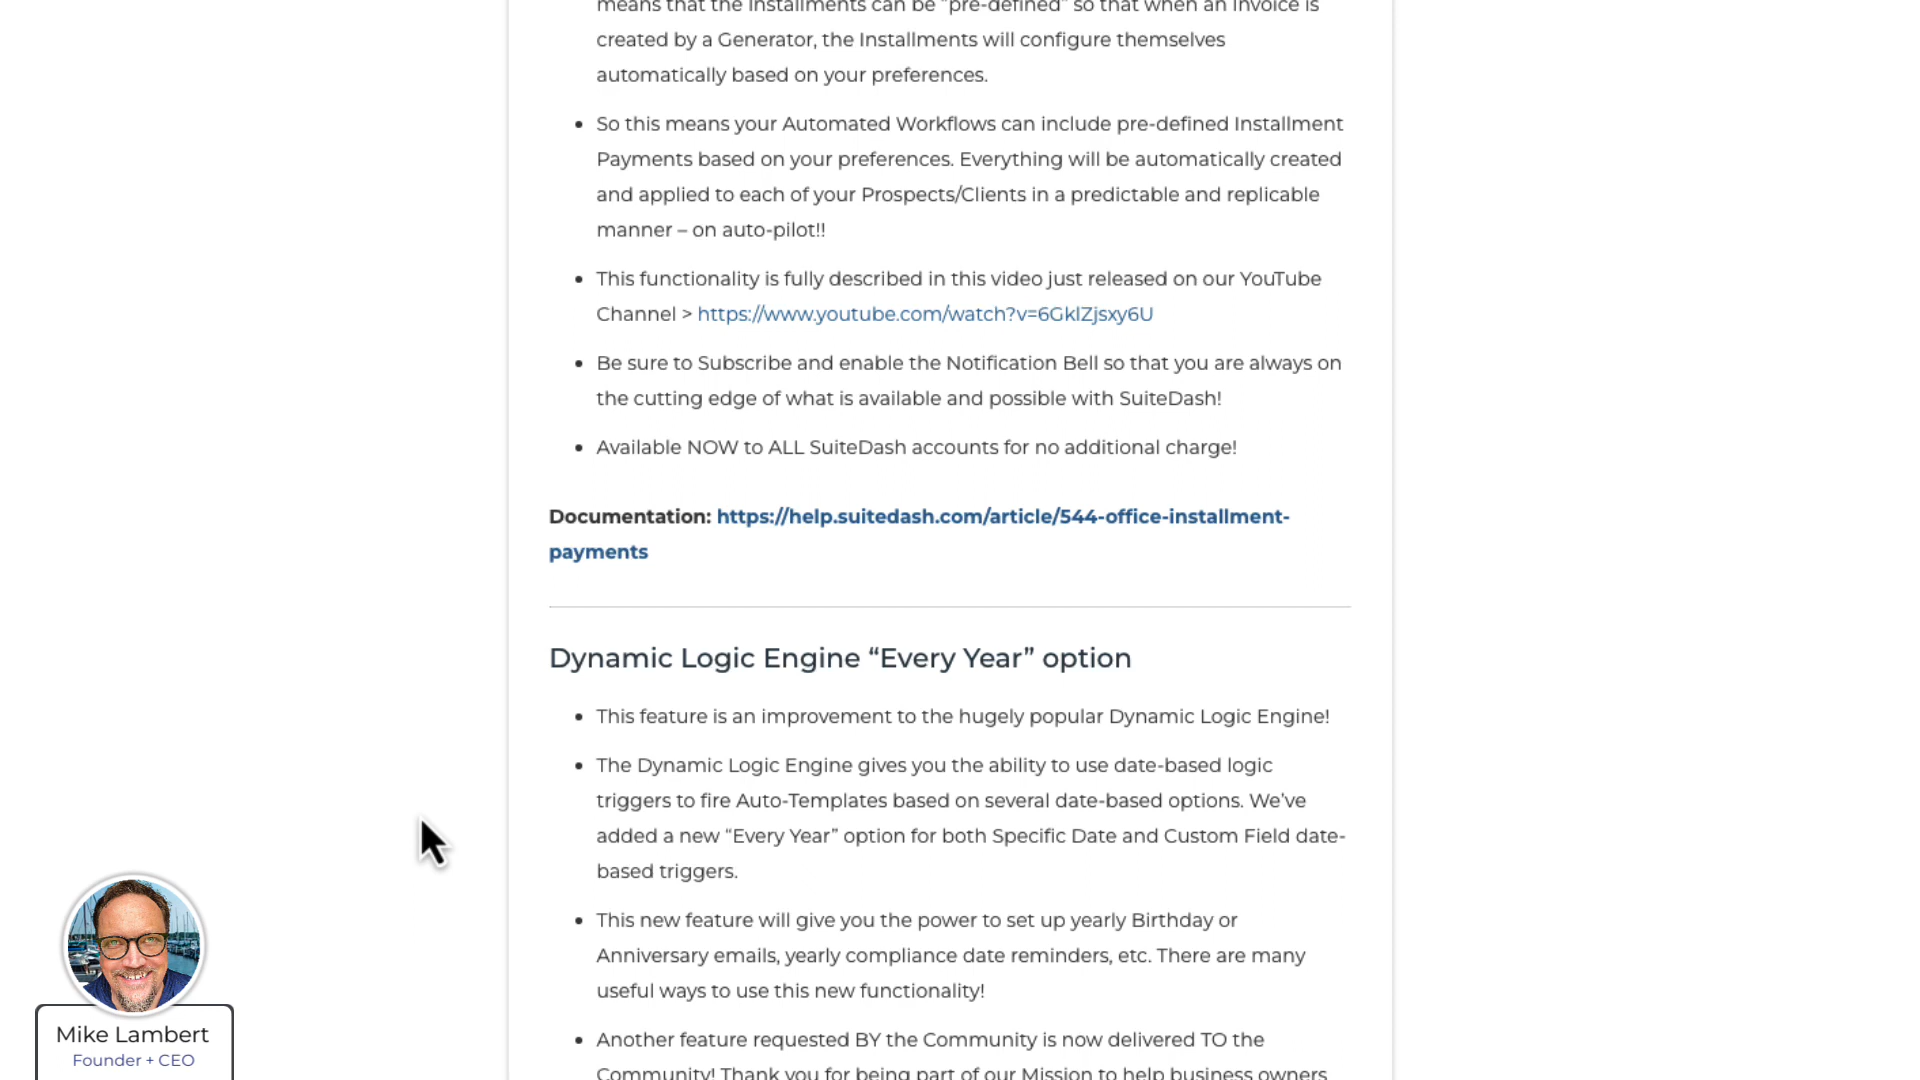 means that the Installments can be “pre-defined” so that when an Invoice is
created by a Generator, the Installments will configure themselves
automatically based on your preferences.
• So this means your Automated Workflows can include pre-defined Installment
Payments based on your preferences. Everything will be automatically created
and applied to each of your Prospects/Clients in a predictable and replicable
manner – on auto-pilot!!
• This functionality is fully described in this video just released on our YouTube
Channel > https://www.youtube.com/watch?v=6GklZjsxy6U
• Be sure to Subscribe and enable the Notification Bell so that you are always on
the cutting edge of what is available and possible with SuiteDash!
• Available NOW to ALL SuiteDash accounts for no additional charge!
Documentation: https://help.suitedash.com/article/544-office-installment-
payments
Dynamic Logic Engine “Every Year” option
• This feature is an improvement to the hugely popular Dynamic Logic Engine!
• The Dynamic Logic Engine gives you the ability to use date-based logic
triggers to fire Auto-Templates based on several date-based options. We’ve
added a new “Every Year” option for both Specific Date and Custom Field date-
based triggers.
• This new feature will give you the power to set up yearly Birthday or
Anniversary emails, yearly compliance date reminders, etc. There are many
useful ways to use this new functionality!
• Another feature requested BY the Community is now delivered TO the
Community! Thank you for being part of our Mission to help business owners
Mike Lambert
Founder + CEO